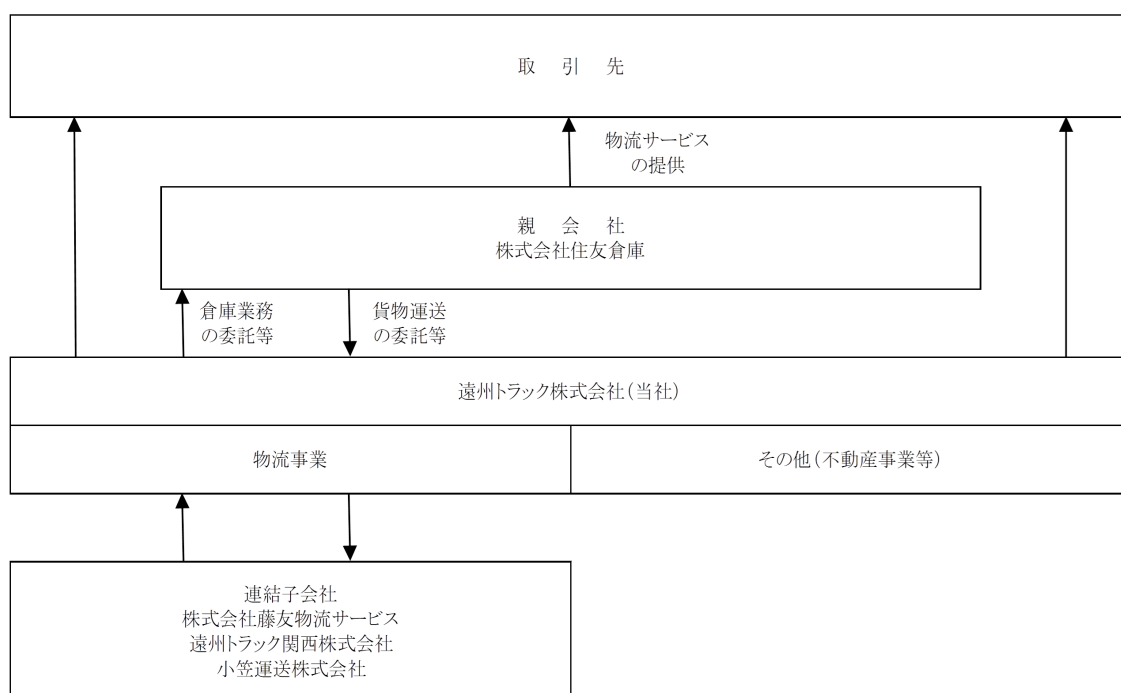 取 引 先
物流サービス
の提供
親 会 社
株式会社住友倉庫
倉庫業務
の委託等
貨物運送
の委託等
遠州トラック株式会社(当社)
物流事業
その他(不動産事業等)
連結子会社
株式会社藤友物流サービス
遠州トラック関西株式会社
小笠運送株式会社